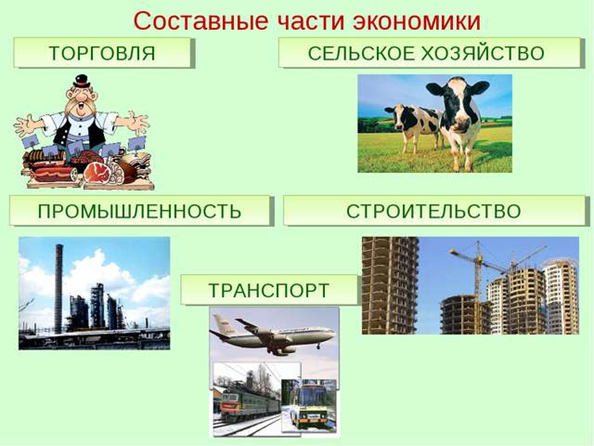 Составные части экономики
ТОРГОВЛЯ
СЕЛЬСКОЕ ХОЗЯЙСТВО
ПРОМЫШЛЕННОСТЬ
СТРОИТЕЛЬСТВО
ТРАНСПОРТ